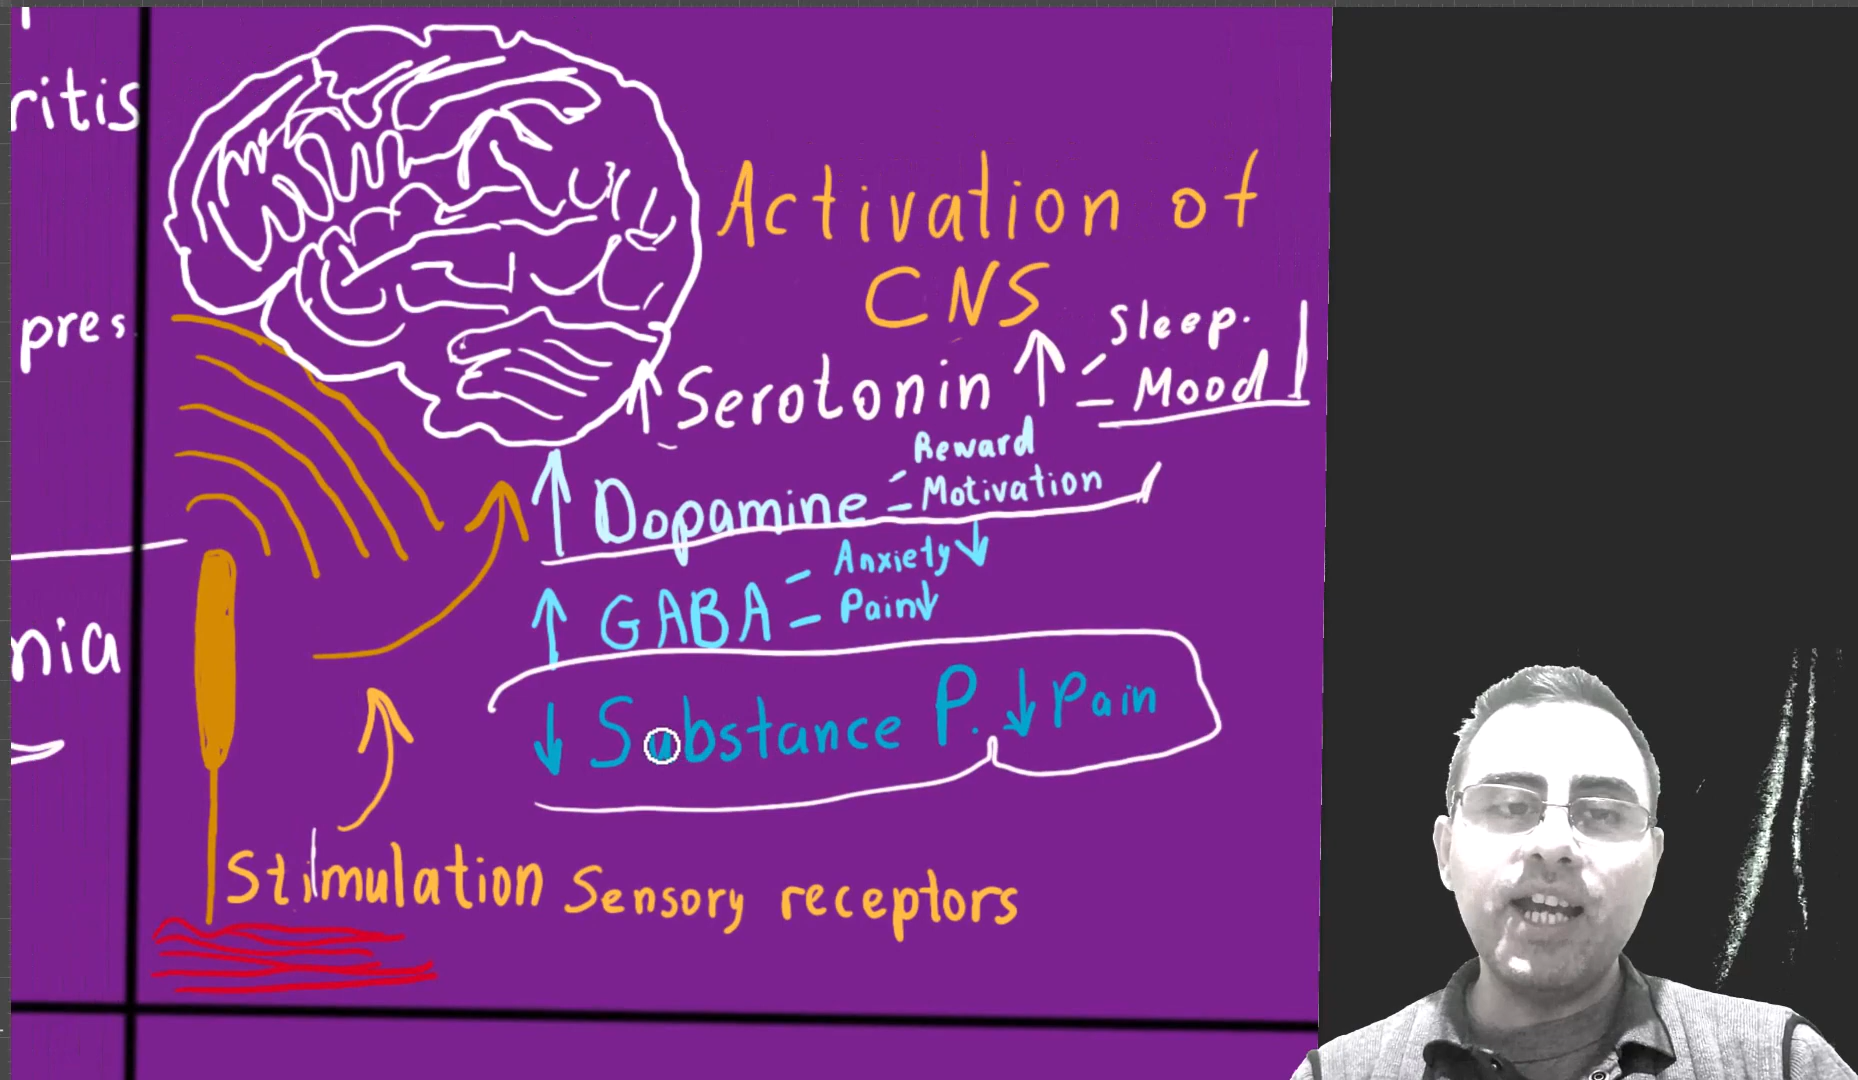 ritis
pres
nia
Activation of
CNS
Serotonin
Sleep.
Mood
Dopamine
Reward
Motivation
GABA
Anxiety
Pain
Substance P.
Pain
Stimulation Sensory receptors